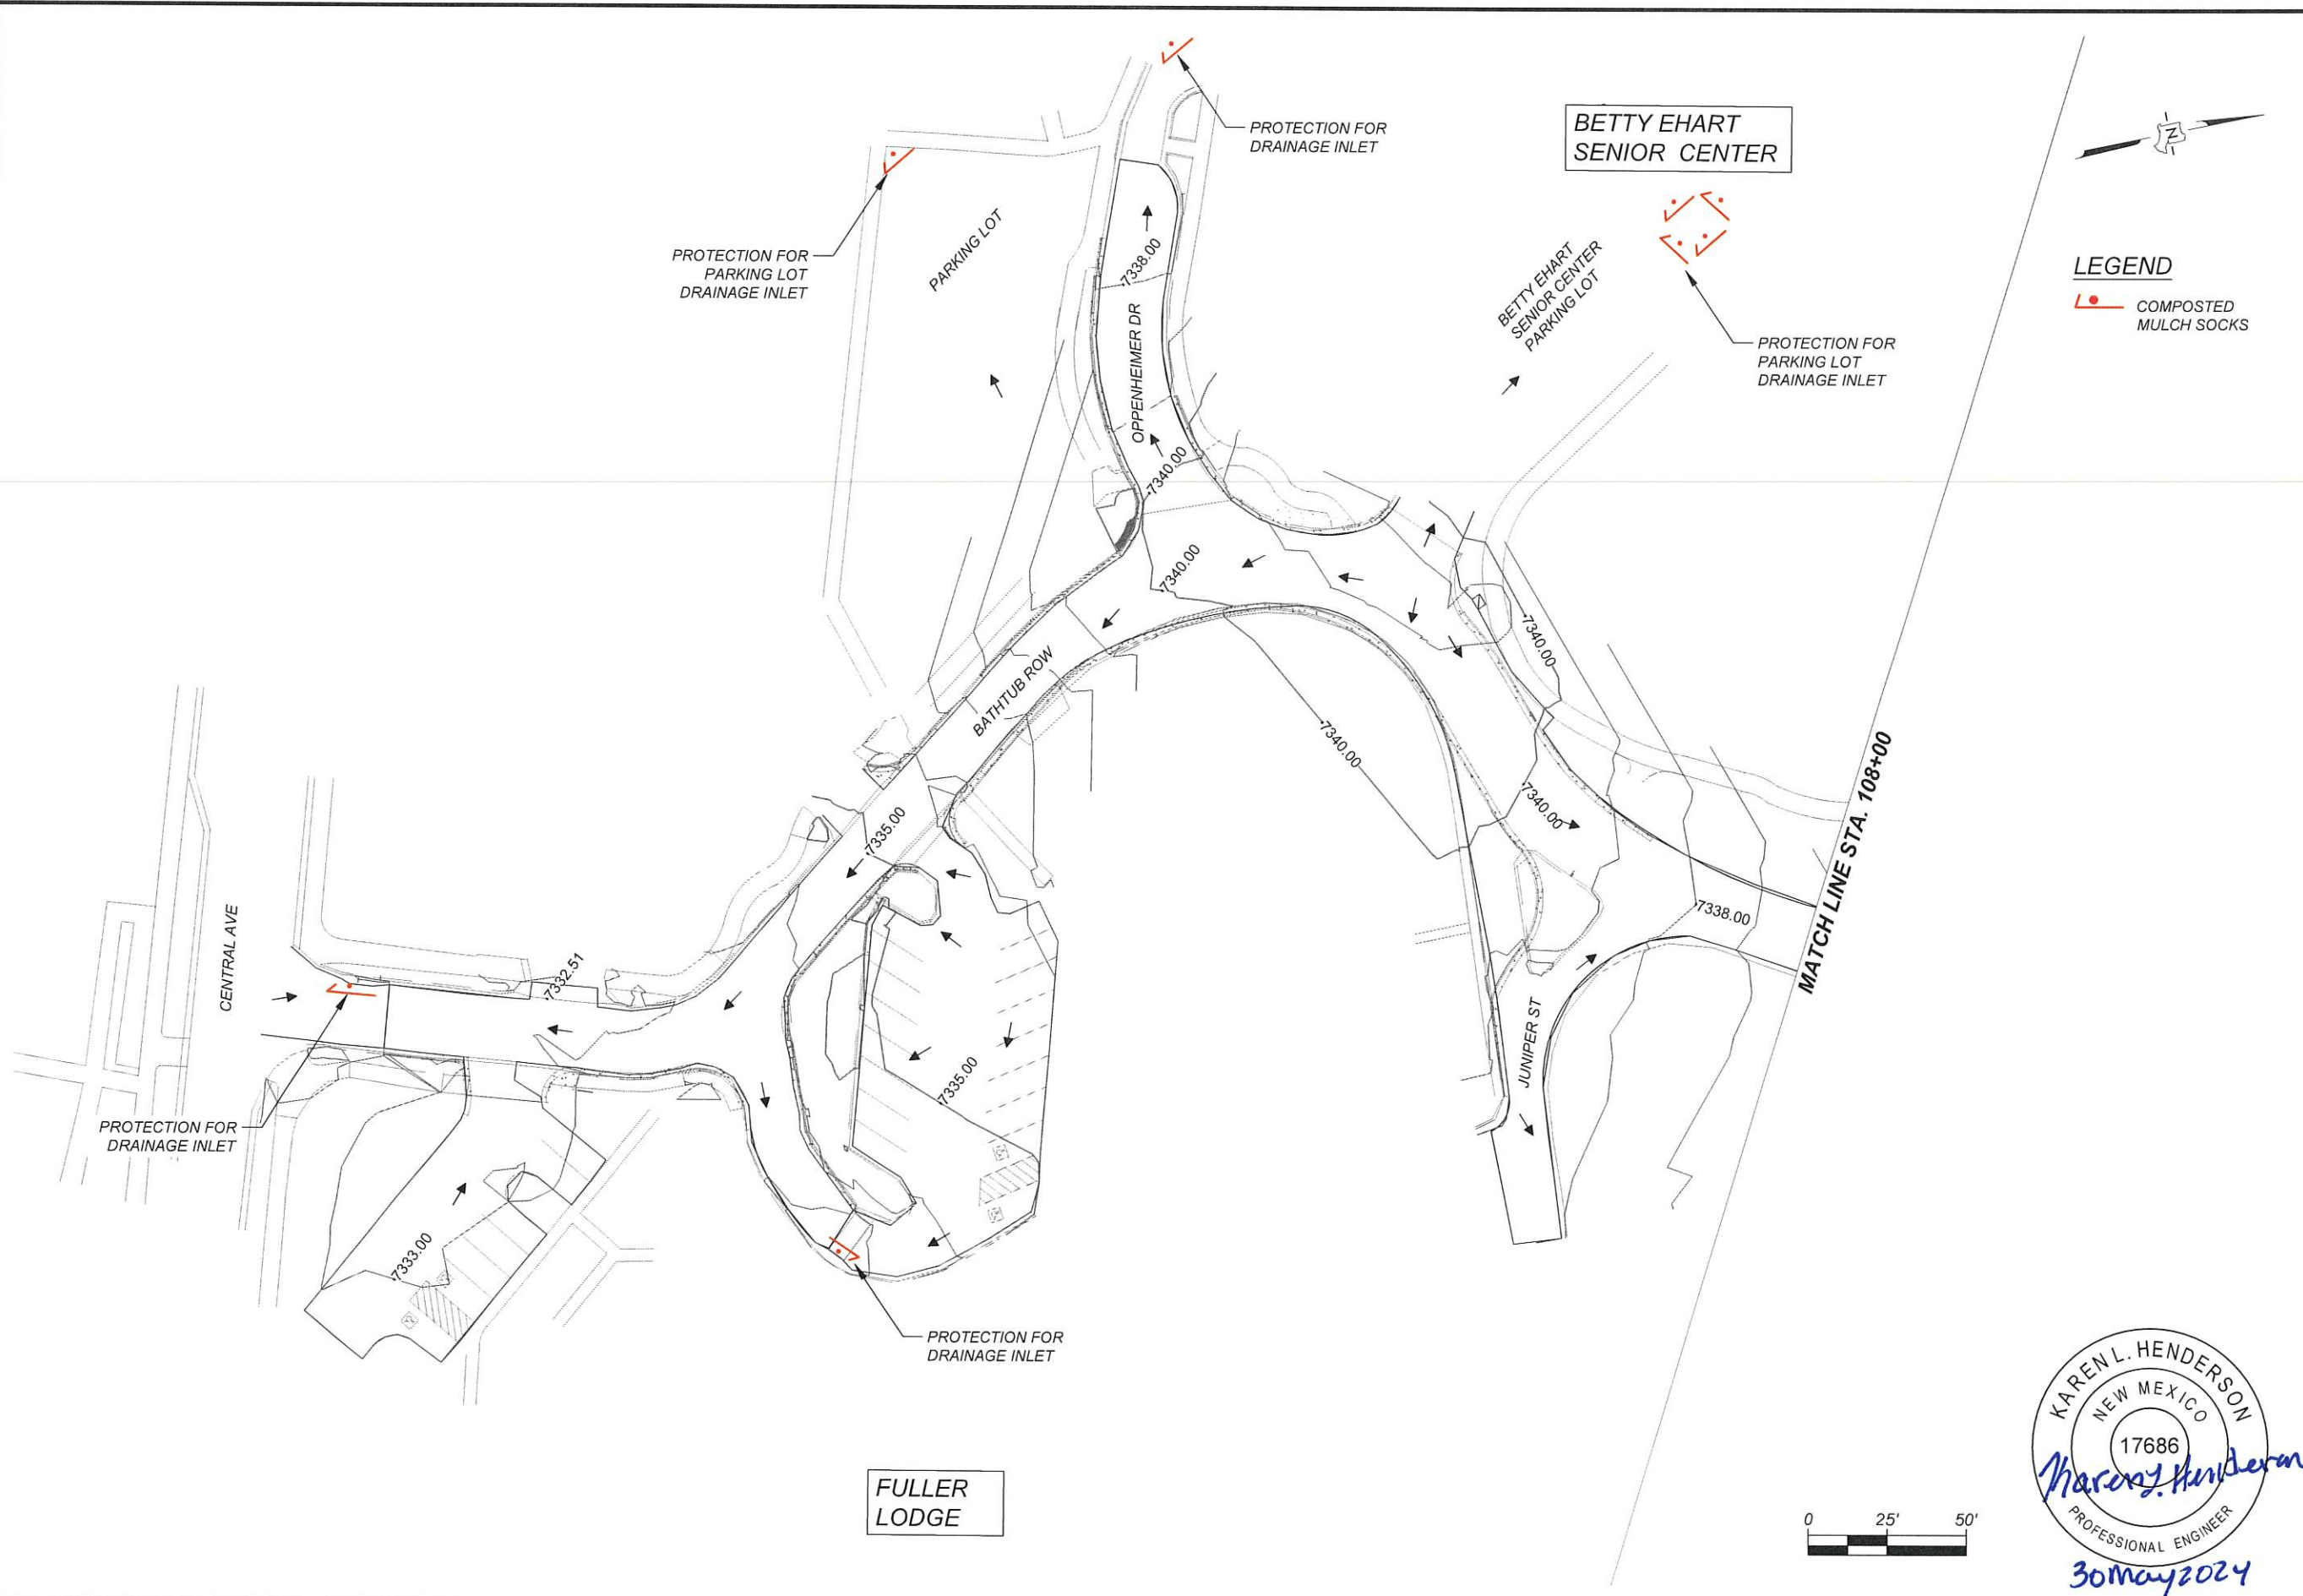 PROTECTION FOR
DRAINAGE INLET
BETTY EHART
SENIOR CENTER
N
PROTECTION FOR
PARKING LOT
DRAINAGE INLET
PARKING LOT
7338.00
OPPENHEIMER DR
BETTY EHART
SENIOR CENTER
PARKING LOT
LEGEND
COMPOSTED
MULCH SOCKS
PROTECTION FOR
PARKING LOT
DRAINAGE INLET
7340.00
7340.00
7340.00
BATHTUB ROW
7340.00
7340.00
MATCH LINE STA. 108+00
7335.00
7338.00
CENTRAL AVE
7332.51
JUNIPER ST
7335.00
PROTECTION FOR
DRAINAGE INLET
7333.00
PROTECTION FOR
DRAINAGE INLET
FULLER
LODGE
0 25' 50'
KAREN L. HENDERSON
NEW MEXICO
17686
Karen L. Henderson
PROFESSIONAL ENGINEER
30May2024